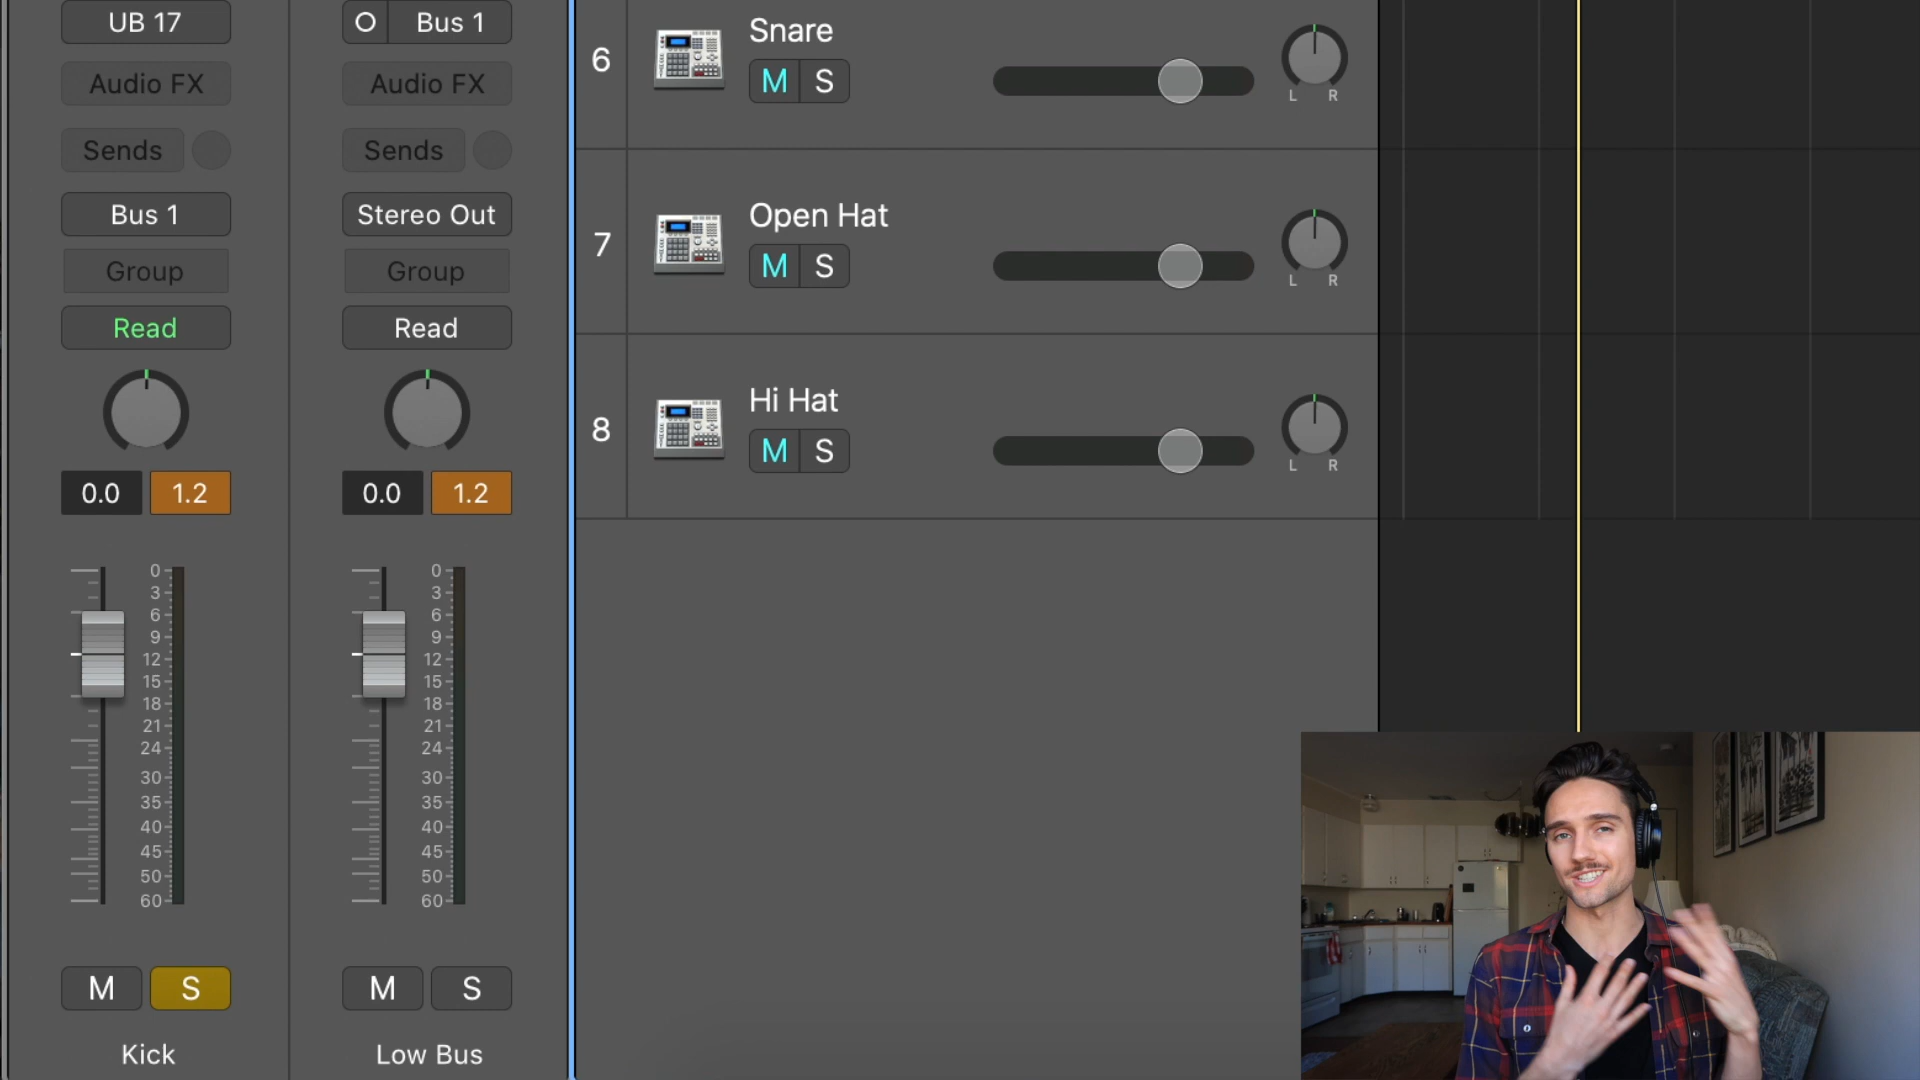 UB 17
Audio FX
Sends
Bus 1
Group
Read
0.0 1.2
0
3
6
9
12
15
18
21
24
30
35
40
45
50
60
M S
Kick
Bus 1
Audio FX
Sends
Stereo Out
Group
Read
0.0 1.2
0
3
6
9
12
15
18
21
24
30
35
40
45
50
60
M S
Low Bus
6 Snare
M S
L R
7 Open Hat
M S
L R
8 Hi Hat
M S
L R